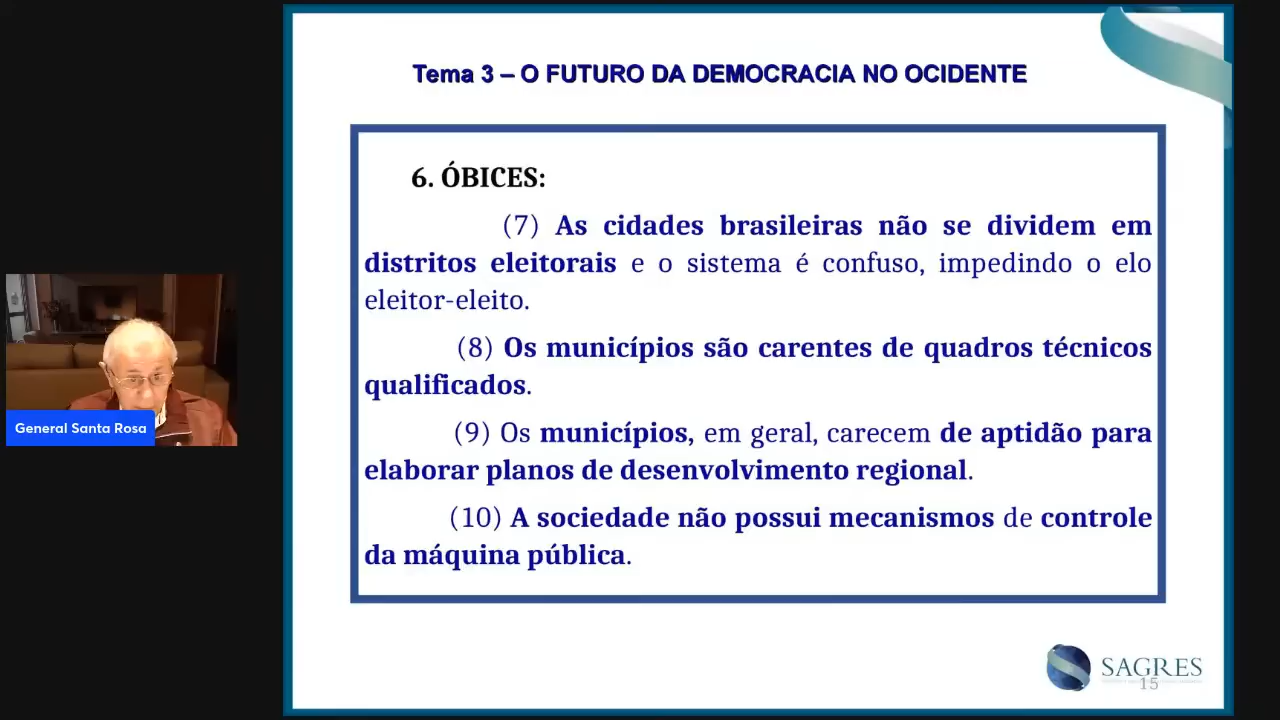 Tema 3 – O FUTURO DA DEMOCRACIA NO OCIDENTE
6. ÓBICES:
(7) As cidades brasileiras não se dividem em
distritos eleitorais e o sistema é confuso, impedindo o elo
eleitor-eleito.
(8) Os municípios são carentes de quadros técnicos
qualificados.
(9) Os municípios, em geral, carecem de aptidão para
elaborar planos de desenvolvimento regional.
(10) A sociedade não possui mecanismos de controle
da máquina pública.
General Santa Rosa
SAGRES
15